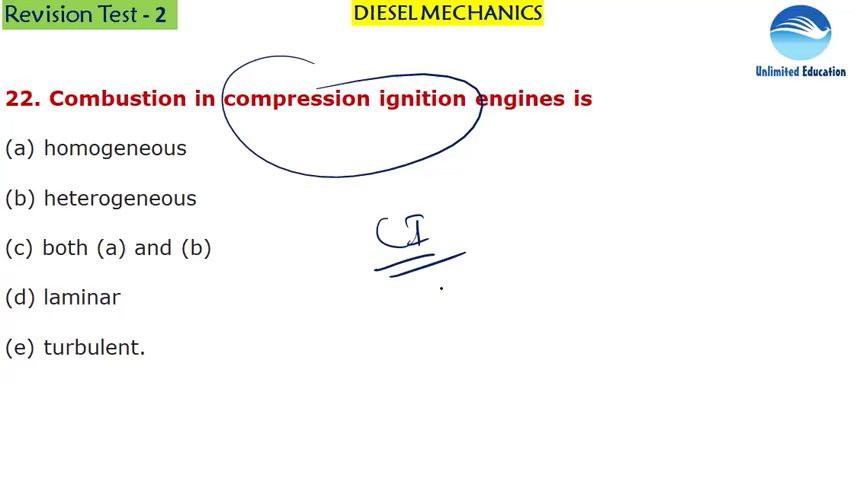 Revision Test - 2
DIESEL MECHANICS
Unlimited Education
22. Combustion in compression ignition engines is
(a) homogeneous
(b) heterogeneous
(c) both (a) and (b)
CI
(d) laminar
(e) turbulent.